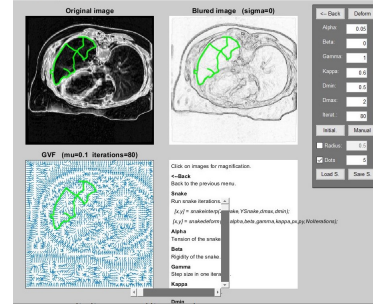 Original image
Blured image (sigma=0)
<-- Back
Deform
Alpha: 0.05
Beta: 0
Gamma: 1
Kappa: 0.6
Dmin: 0.5
Dmax: 2
Iterat.: 80
Initial
Manual
Radius: 0.5
Dots 5
Load S.
Save S.
GVF (mu=0.1 iterations=80)
Click on images for magnification.
<--Back
Back to the previous menu.
Snake
Run snake iterations.
[x,y] = snakeinterp( Snake,YSnake,dmax,dmin);
[x,y] = snakedeform( alpha,beta,gamma,kappa,px,py,NoIterations);
Alpha
Tension of the snake
Beta
Rigidity of the snake.
Gamma
Step size in one
Kappa
Dmin